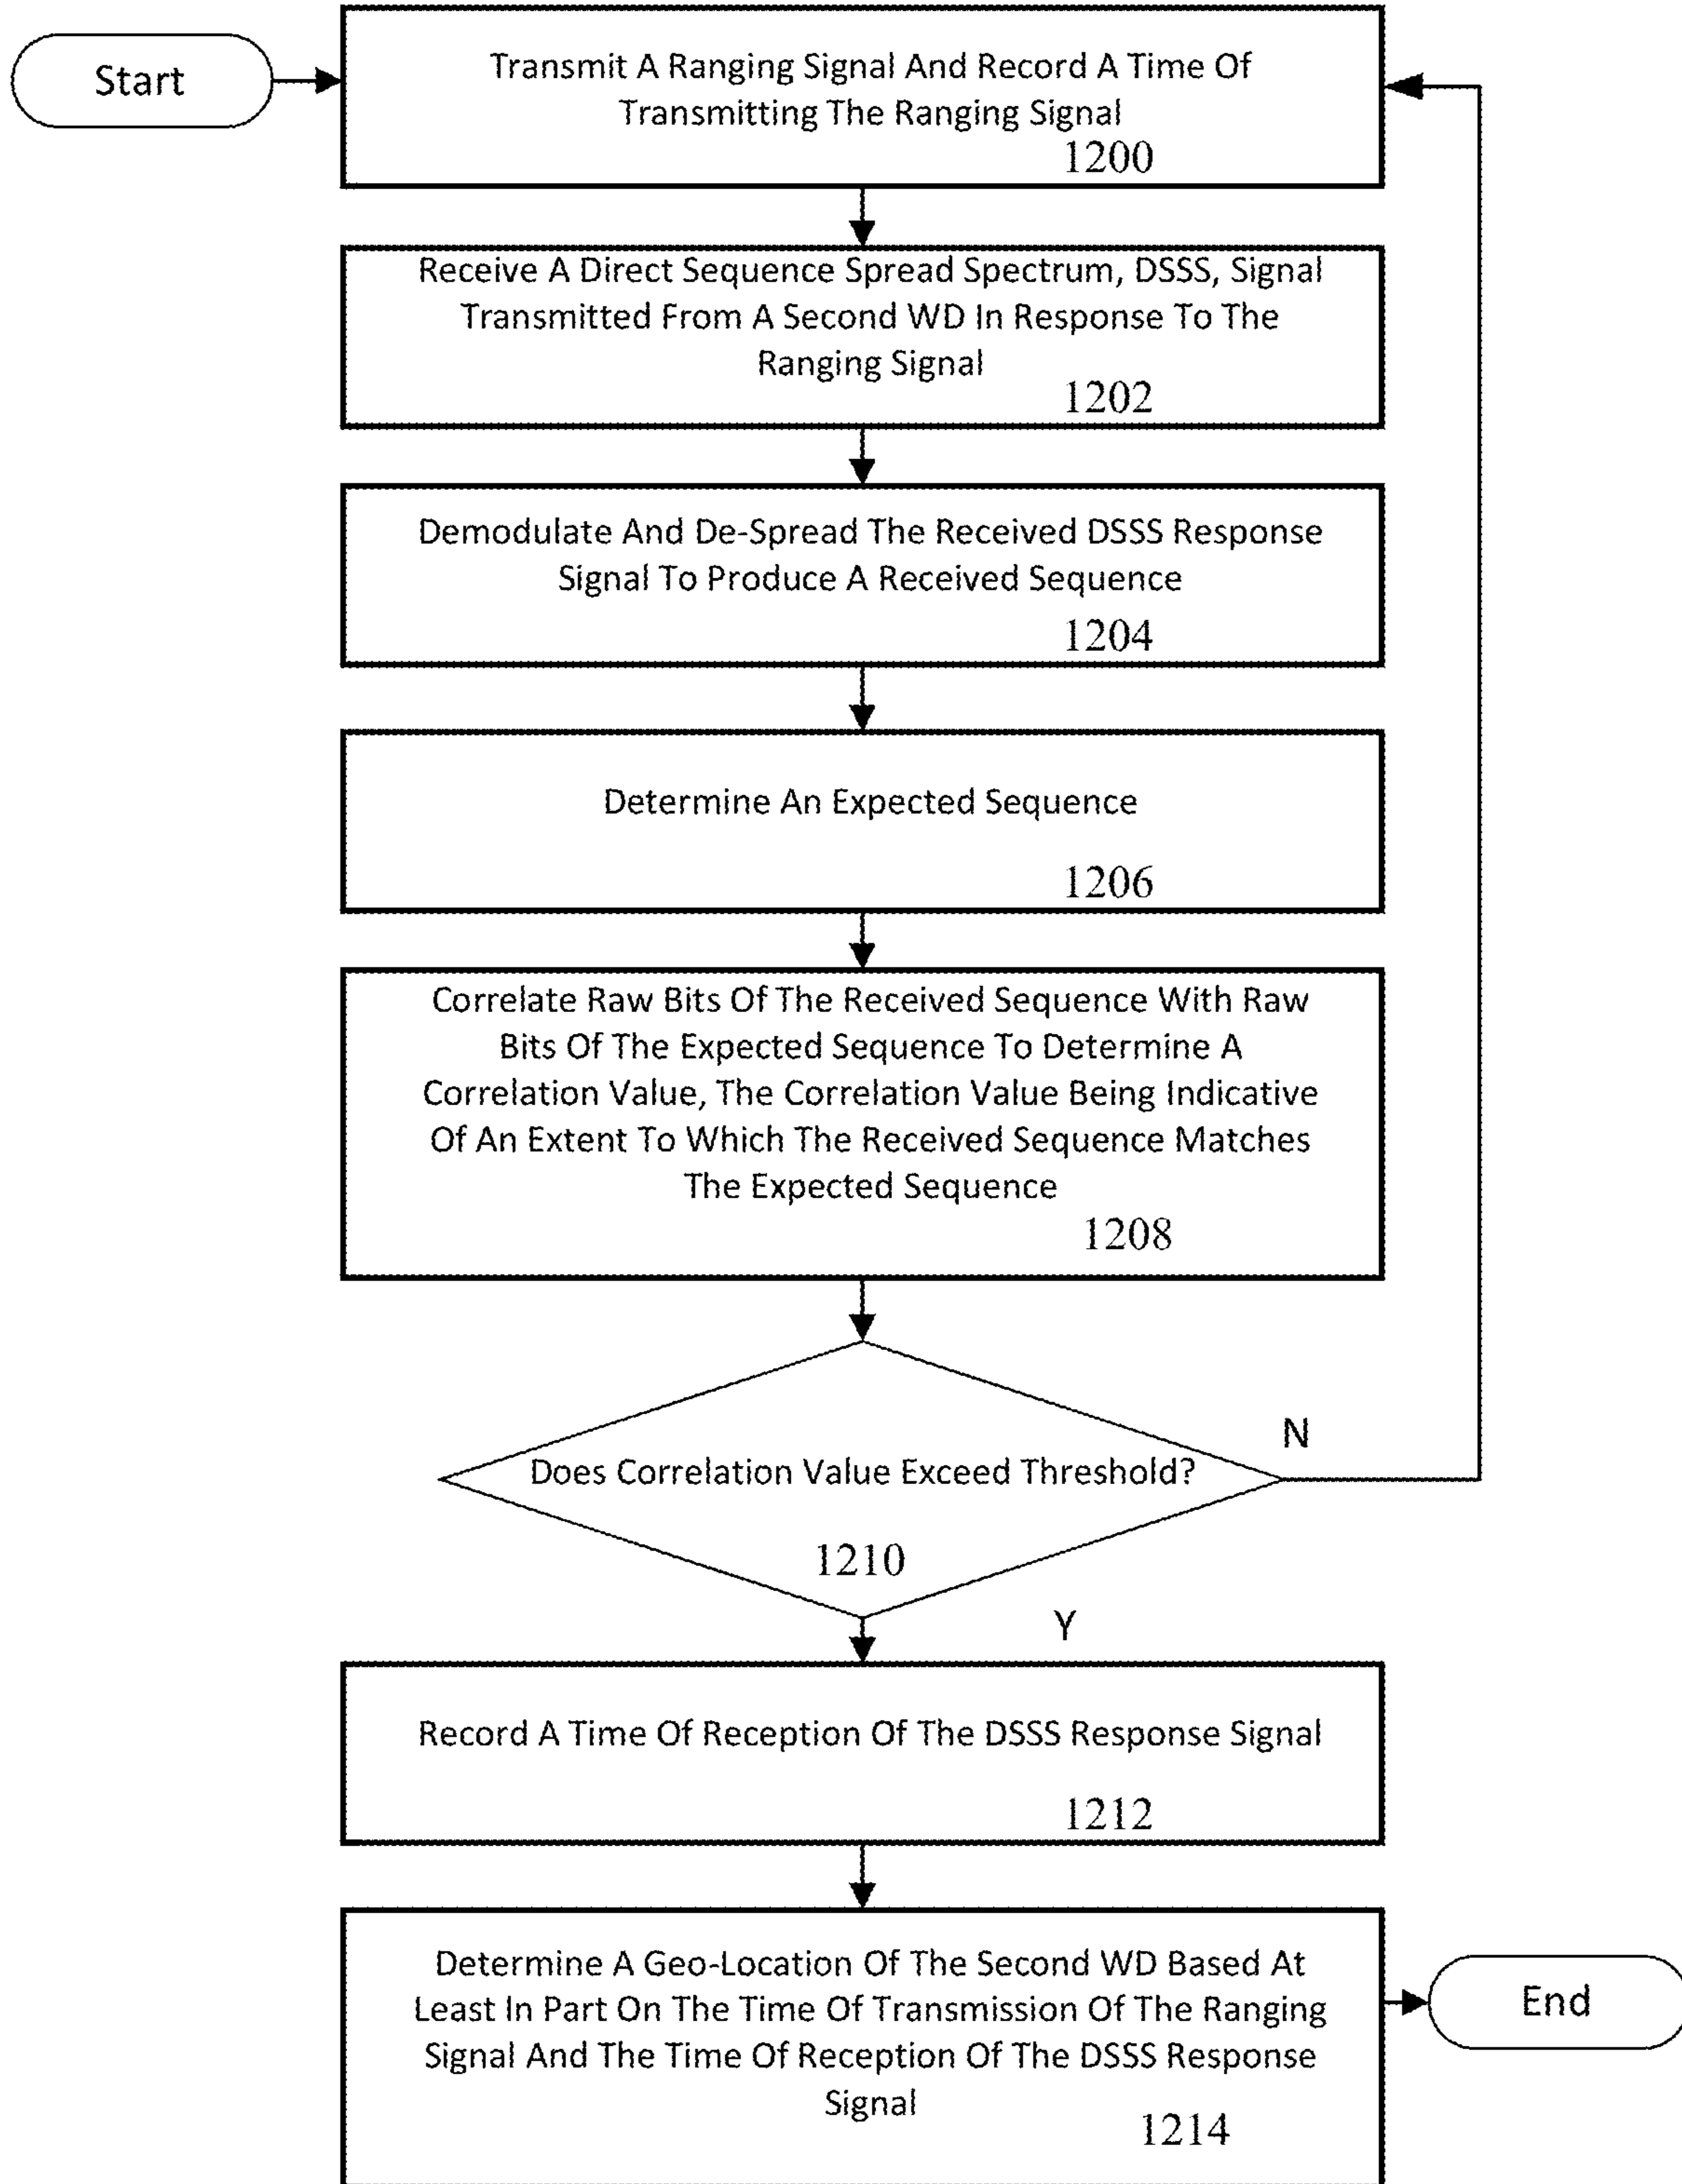 Start
Transmit A Ranging Signal And Record A Time Of
Transmitting The Ranging Signal
1200
Receive A Direct Sequence Spread Spectrum, DSSS, Signal
Transmitted From A Second WD In Response To The
Ranging Signal
1202
Demodulate And De-Spread The Received DSSS Response
Signal To Produce A Received Sequence
1204
Determine An Expected Sequence
1206
Correlate Raw Bits Of The Received Sequence With Raw
Bits Of The Expected Sequence To Determine A
Correlation Value, The Correlation Value Being Indicative
Of An Extent To Which The Received Sequence Matches
The Expected Sequence
1208
N
Does Correlation Value Exceed Threshold?
1210
Y
Record A Time Of Reception Of The DSSS Response Signal
1212
Determine A Geo-Location Of The Second WD Based At
Least In Part On The Time Of Transmission Of The Ranging
Signal And The Time Of Reception Of The DSSS Response
Signal
1214
End